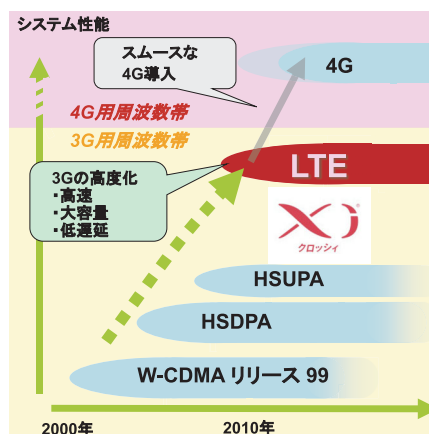 システム性能
スムースな
4G導入
4G
4G用周波数帯
3G用周波数帯
3Gの高度化
・高速
・大容量
・低遅延
LTE
Xi
クロッシィ
HSUPA
HSDPA
W-CDMA リリース 99
2000年
2010年